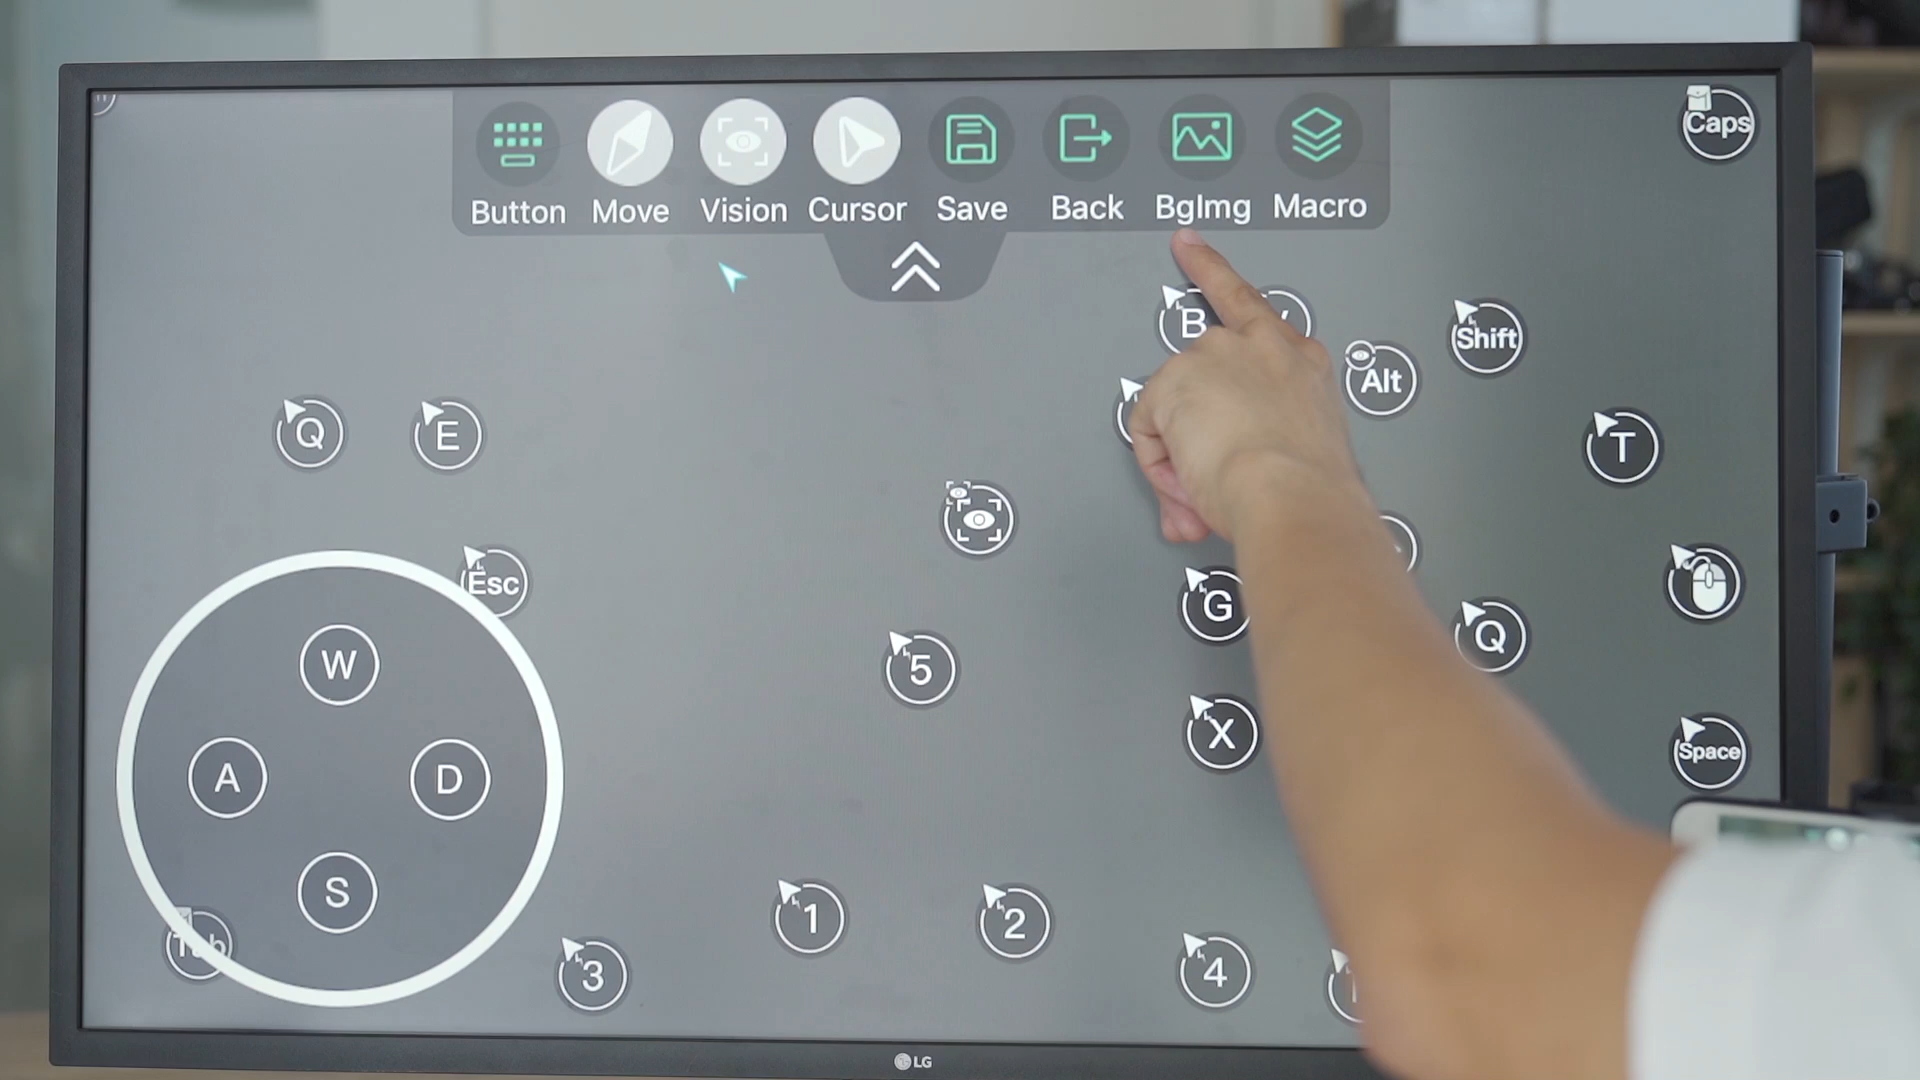 Button Move Vision Cursor Save Back BgImg Macro
Caps
B
Shift
Alt
Q E
T
Esc
G
Q
W
5
X
Space
A D
S
Tab
1 2
3 4
LG